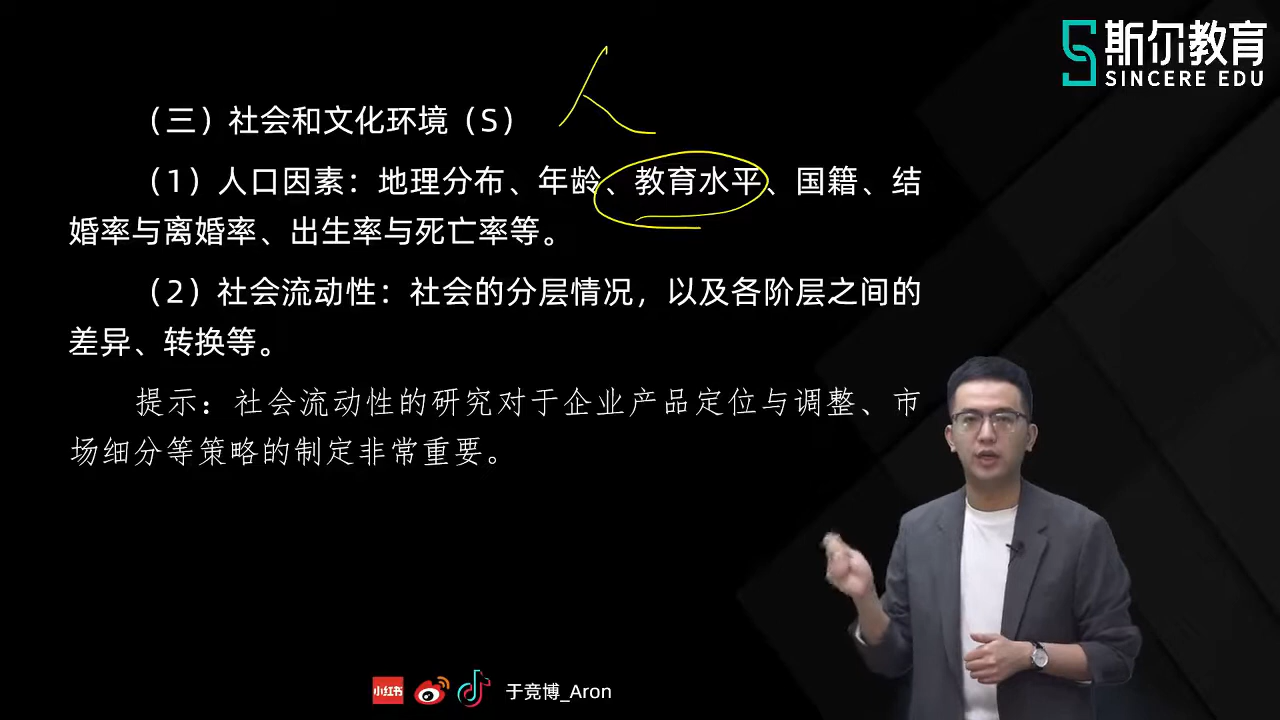 斯尔教育
SINCERE EDU
人
（三）社会和文化环境（S）
（1）人口因素：地理分布、年龄、教育水平、国籍、结
婚率与离婚率、出生率与死亡率等。
（2）社会流动性：社会的分层情况，以及各阶层之间的
差异、转换等。
提示：社会流动性的研究对于企业产品定位与调整、市
场细分等策略的制定非常重要。
小红书
于竞博_Aron